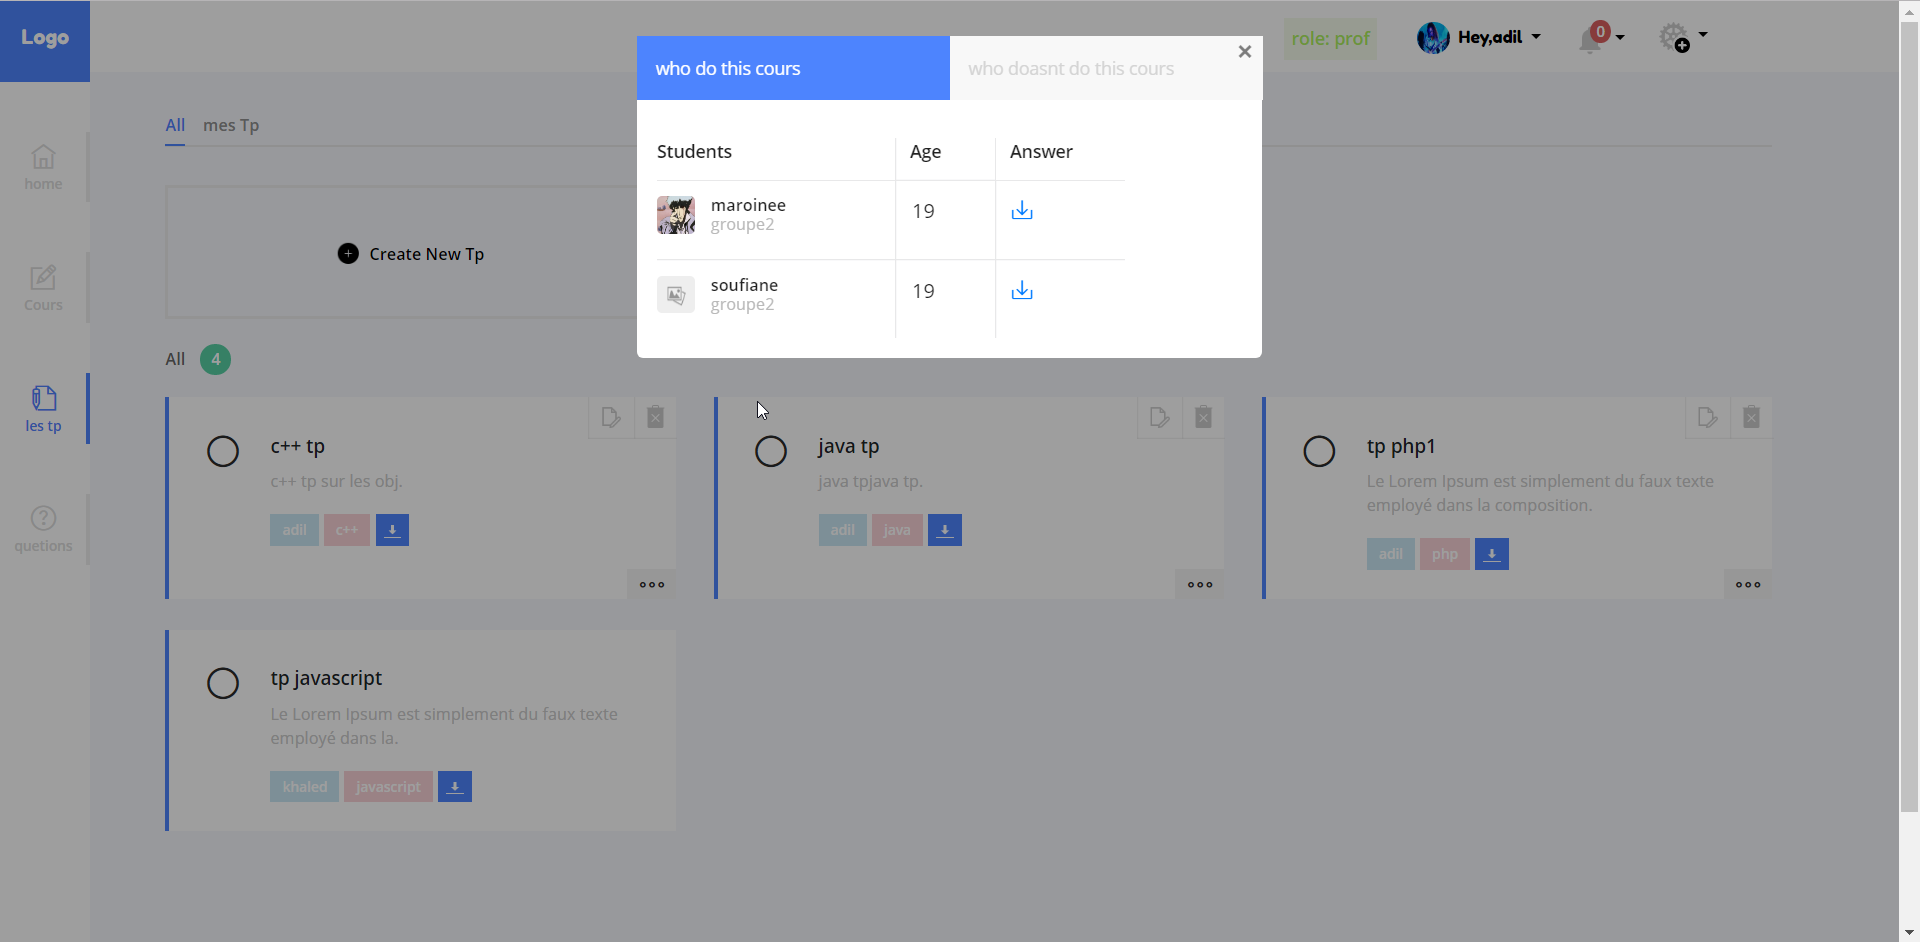 Logo
role: prof
Hey,adil
0
who do this cours
who doasnt do this cours
×
All
mes Tp
home
Students
Age
Answer
maroinee
groupe2
19
soufiane
groupe2
19
Create New Tp
Cours
All
4
les tp
c++ tp
c++ tp sur les obj.
adil
c++
java tp
java tpjava tp.
adil
java
tp php1
Le Lorem Ipsum est simplement du faux texte
employé dans la composition.
adil
php
quetions
tp javascript
Le Lorem Ipsum est simplement du faux texte
employé dans la.
khaled
javascript